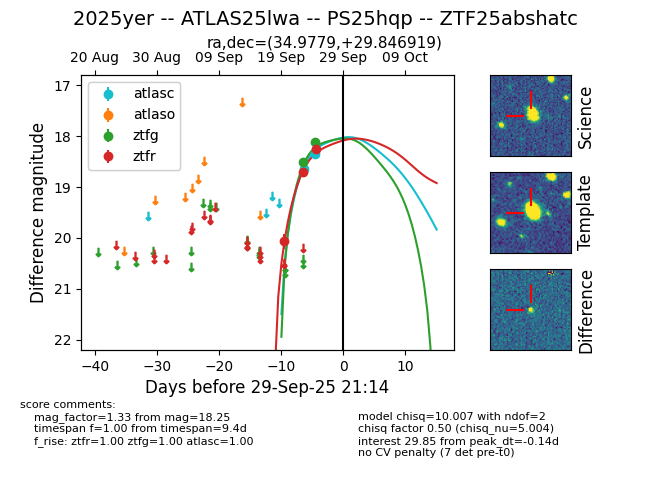 2025yer -- ATLAS25lwa -- PS25hqp -- ZTF25abshatc
ra,dec=(34.9779,+29.846919)
20 Aug 30 Aug 09 Sep 19 Sep 29 Sep 09 Oct
17
18
19
20
21
22
Difference magnitude
atlasc
atlaso
ztfg
ztfr
−40 −30 −20 −10 0 10
Days before 29-Sep-25 21:14
Science
Template
Difference
score comments:
mag_factor=1.33 from mag=18.25
timespan f=1.00 from timespan=9.4d
f_rise: ztfr=1.00 ztfg=1.00 atlasc=1.00
model chisq=10.007 with ndof=2
chisq factor 0.50 (chisq_nu=5.004)
interest 29.85 from peak_dt=-0.14d
no CV penalty (7 det pre-t0)